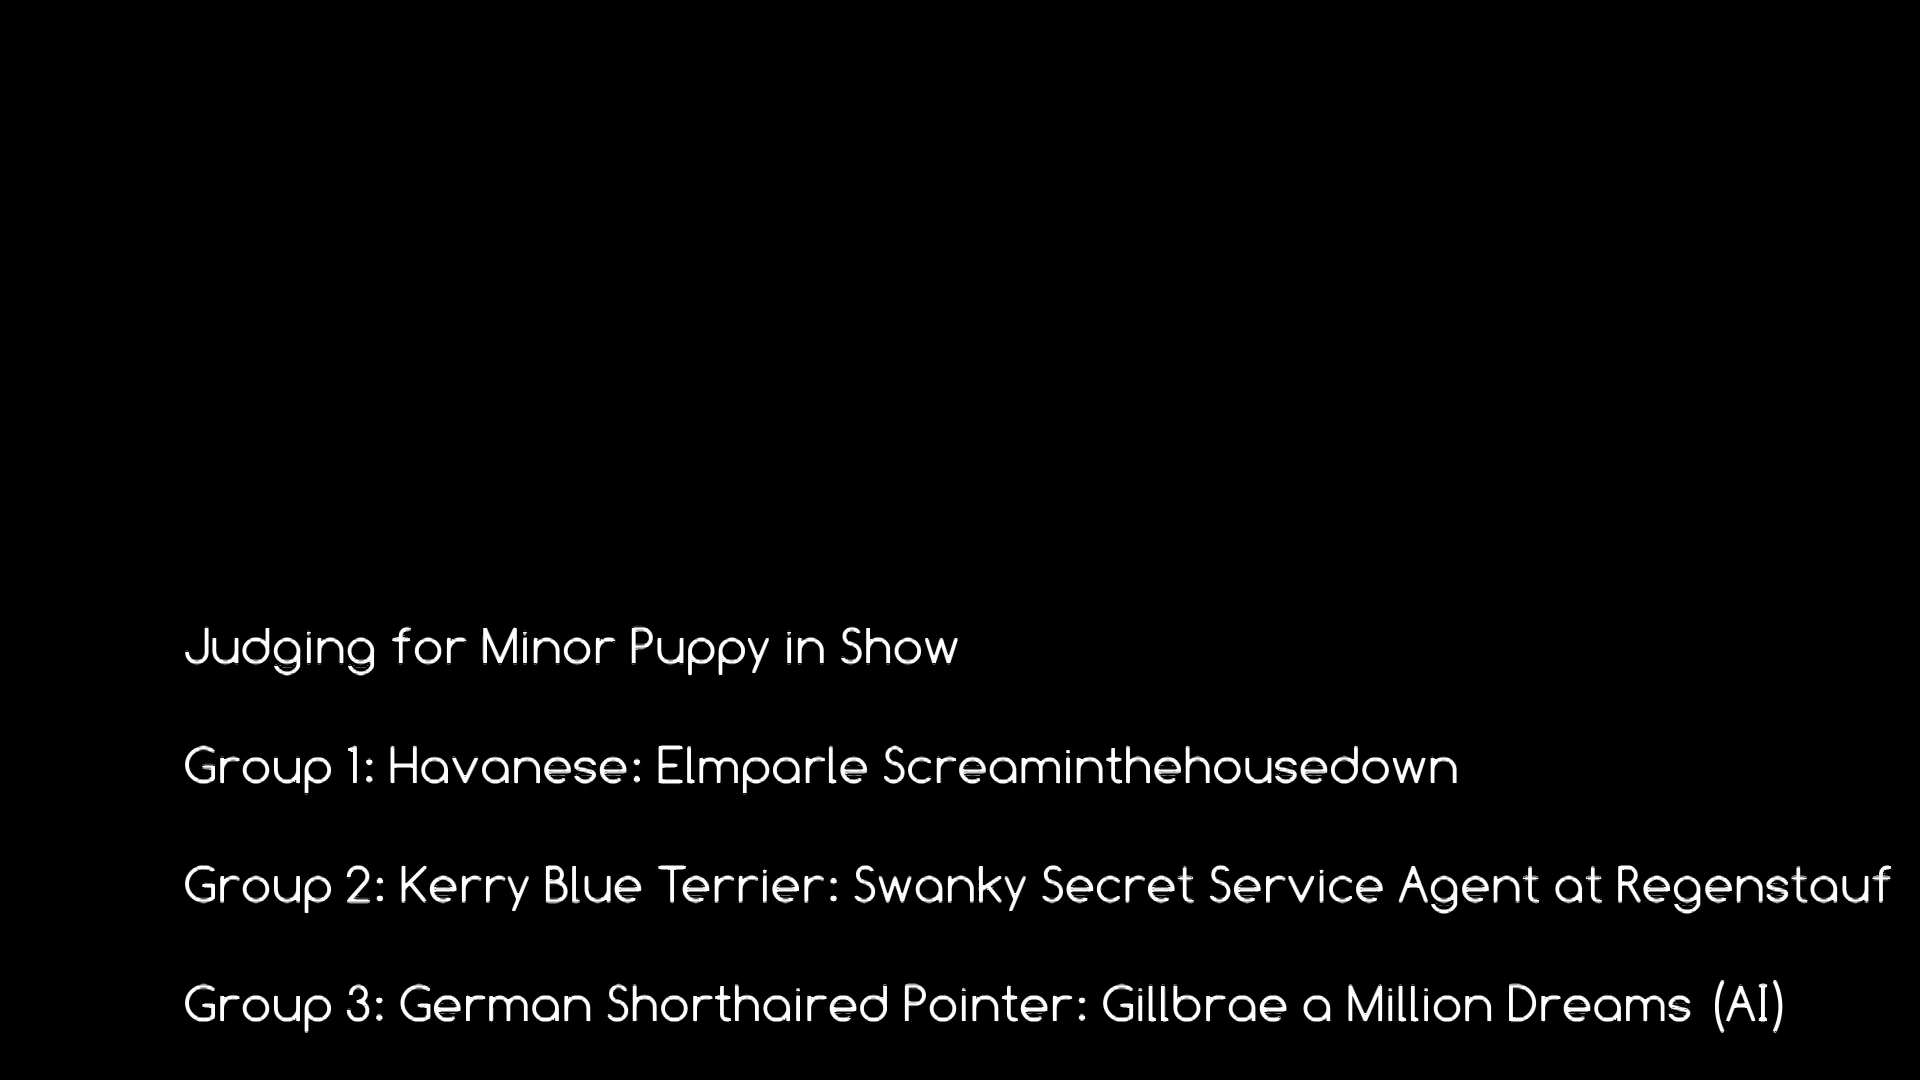 Judging for Minor Puppy in Show
Group 1: Havanese: Elmparle Screaminthehousedown
Group 2: Kerry Blue Terrier: Swanky Secret Service Agent at Regenstauf
Group 3: German Shorthaired Pointer: Gillbrae a Million Dreams (AI)